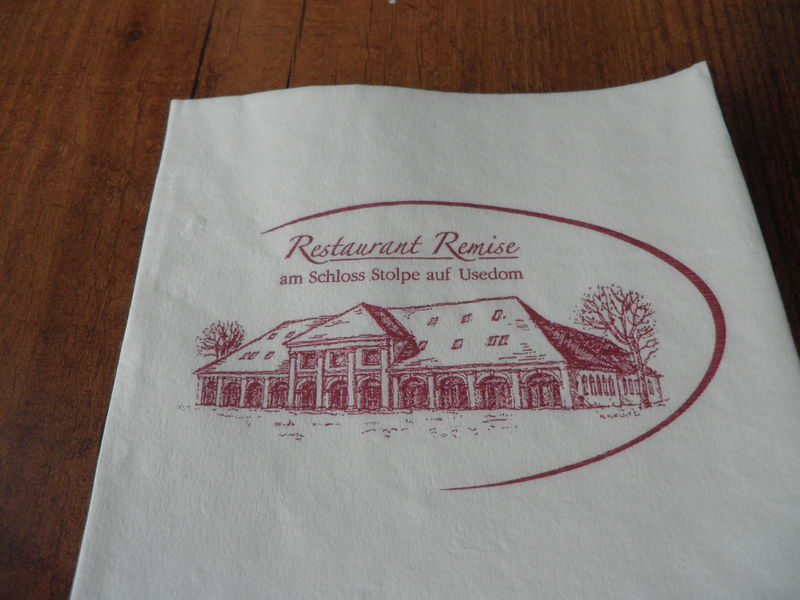 Restaurant Remise
am Schloss Stolpe auf Usedom